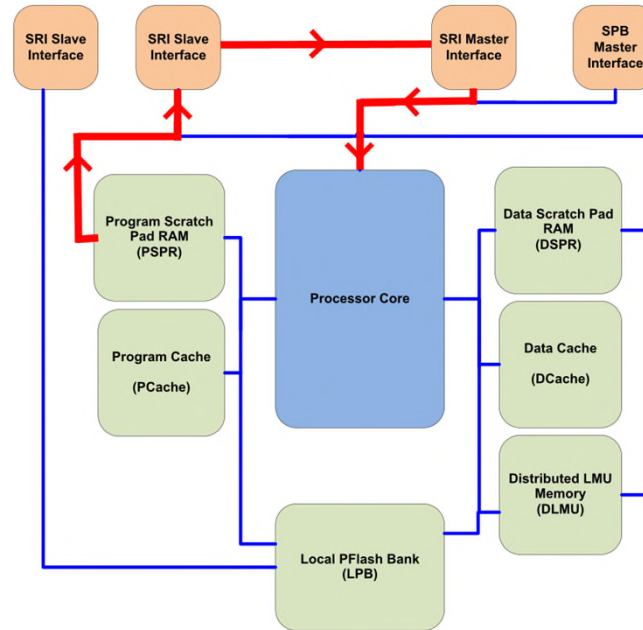 SRI Slave
Interface
SRI Slave
Interface
SRI Master
Interface
SPB
Master
Interface
Program Scratch
Pad RAM
(PSPR)
Processor Core
Data Scratch Pad
RAM
(DSPR)
Program Cache
(PCache)
Data Cache
(DCache)
Distributed LMU
Memory
(DLMU)
Local PFlash Bank
(LPB)